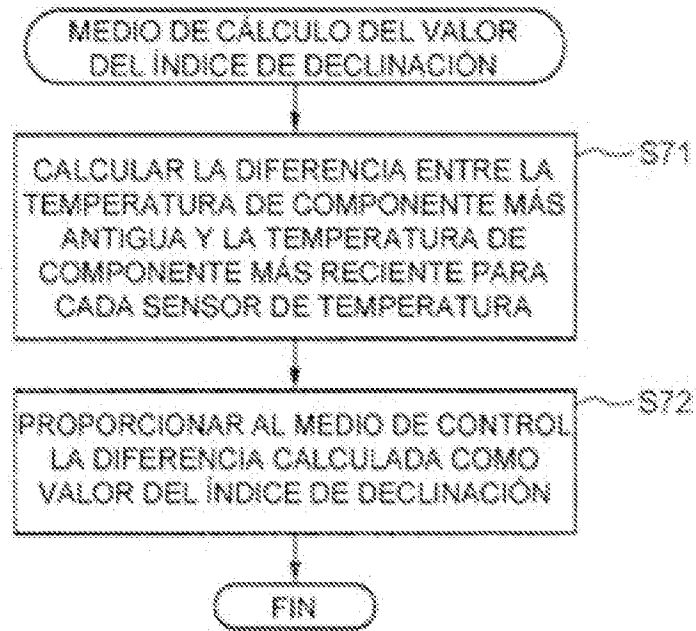 MEDIO DE CÁLCULO DEL VALOR
DEL ÍNDICE DE DECLINACIÓN
CALCULAR LA DIFERENCIA ENTRE LA
TEMPERATURA DE COMPONENTE MÁS
ANTIGUA Y LA TEMPERATURA DE
COMPONENTE MÁS RECIENTE PARA
CADA SENSOR DE TEMPERATURA
S71
PROPORCIONAR AL MEDIO DE CONTROL
LA DIFERENCIA CALCULADA COMO
VALOR DEL ÍNDICE DE DECLINACIÓN
S72
FIN